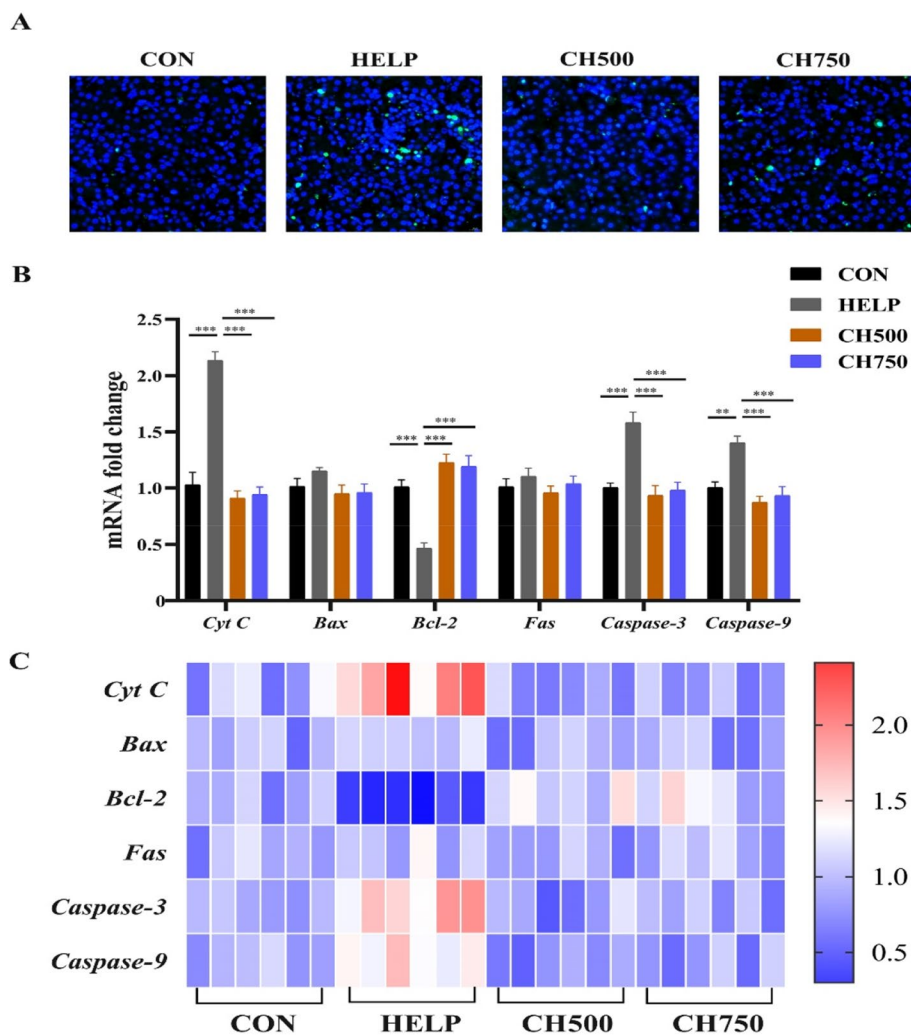 A
CON HELP CH500 CH750
B
CON
HELP
CH500
CH750
mRNA fold change
2.5
2.0
1.5
1.0
0.5
0
*** *** ***
*** *** ***
*** *** ***
** *** ***
Cyt C Bax Bcl-2 Fas Caspase-3 Caspase-9
C
Cyt C
Bax
Bcl-2
Fas
Caspase-3
Caspase-9
2.0
1.5
1.0
0.5
CON HELP CH500 CH750